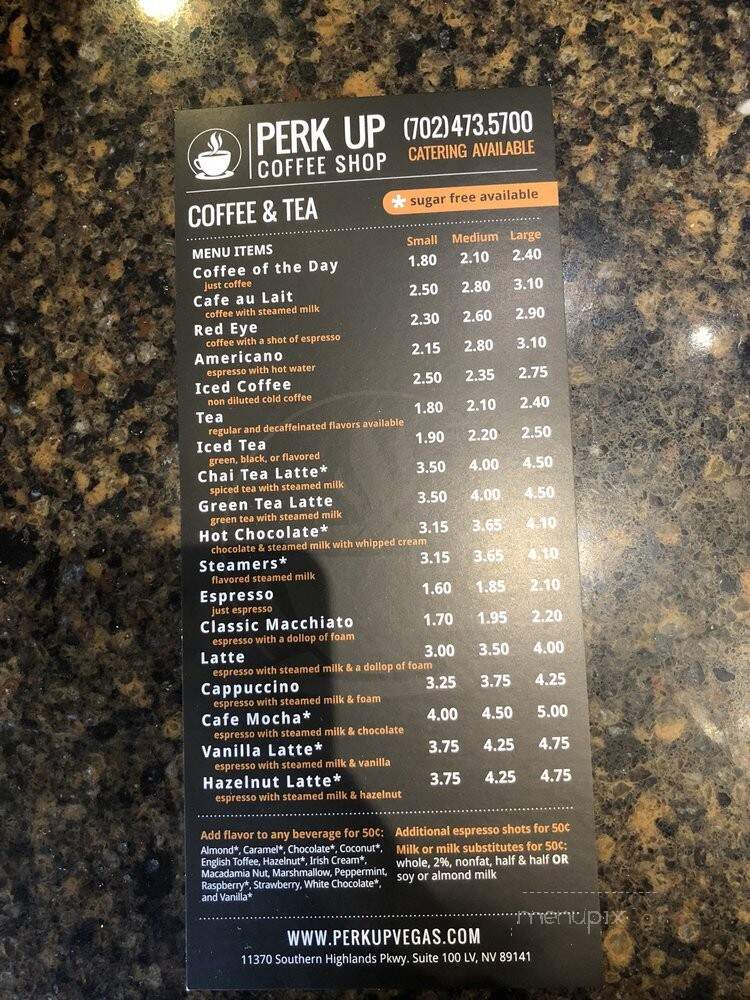 PERK UP
COFFEE SHOP
(702)473.5700
CATERING AVAILABLE
COFFEE & TEA
* sugar free available
MENU ITEMS Small Medium Large
Coffee of the Day 1.80 2.10 2.40
just coffee
Cafe au Lait 2.50 2.80 3.10
coffee with steamed milk
Red Eye 2.30 2.60 2.90
coffee with a shot of espresso
Americano 2.15 2.80 3.10
espresso with hot water
Iced Coffee 2.50 2.35 2.75
non diluted cold coffee
Tea 1.80 2.10 2.40
regular and decaffeinated flavors available
Iced Tea 1.90 2.20 2.50
green, black, or flavored
Chai Tea Latte* 3.50 4.00 4.50
spiced tea with steamed milk
Green Tea Latte 3.50 4.00 4.50
green tea with steamed milk
Hot Chocolate* 3.15 3.65 4.10
chocolate & steamed milk with whipped cream
Steamers* 3.15 3.65 4.10
flavored steamed milk
Espresso 1.60 1.85 2.10
just espresso
Classic Macchiato 1.70 1.95 2.20
espresso with a dollop of foam
Latte 3.00 3.50 4.00
espresso with steamed milk & a dollop of foam
Cappuccino 3.25 3.75 4.25
espresso with steamed milk & foam
Cafe Mocha* 4.00 4.50 5.00
espresso with steamed milk & chocolate
Vanilla Latte* 3.75 4.25 4.75
espresso with steamed milk & vanilla
Hazelnut Latte* 3.75 4.25 4.75
espresso with steamed milk & hazelnut
Add flavor to any beverage for 50¢:
Almond*, Caramel*, Chocolate*, Coconut*,
English Toffee, Hazelnut*, Irish Cream*,
Macadamia Nut, Marshmallow, Peppermint,
Raspberry*, Strawberry, White Chocolate*,
and Vanilla*
Additional espresso shots for 50¢
Milk or milk substitutes for 50¢:
whole, 2%, nonfat, half & half OR
soy or almond milk
menupix
WWW.PERKUPVEGAS.COM
11370 Southern Highlands Pkwy. Suite 100 LV, NV 89141